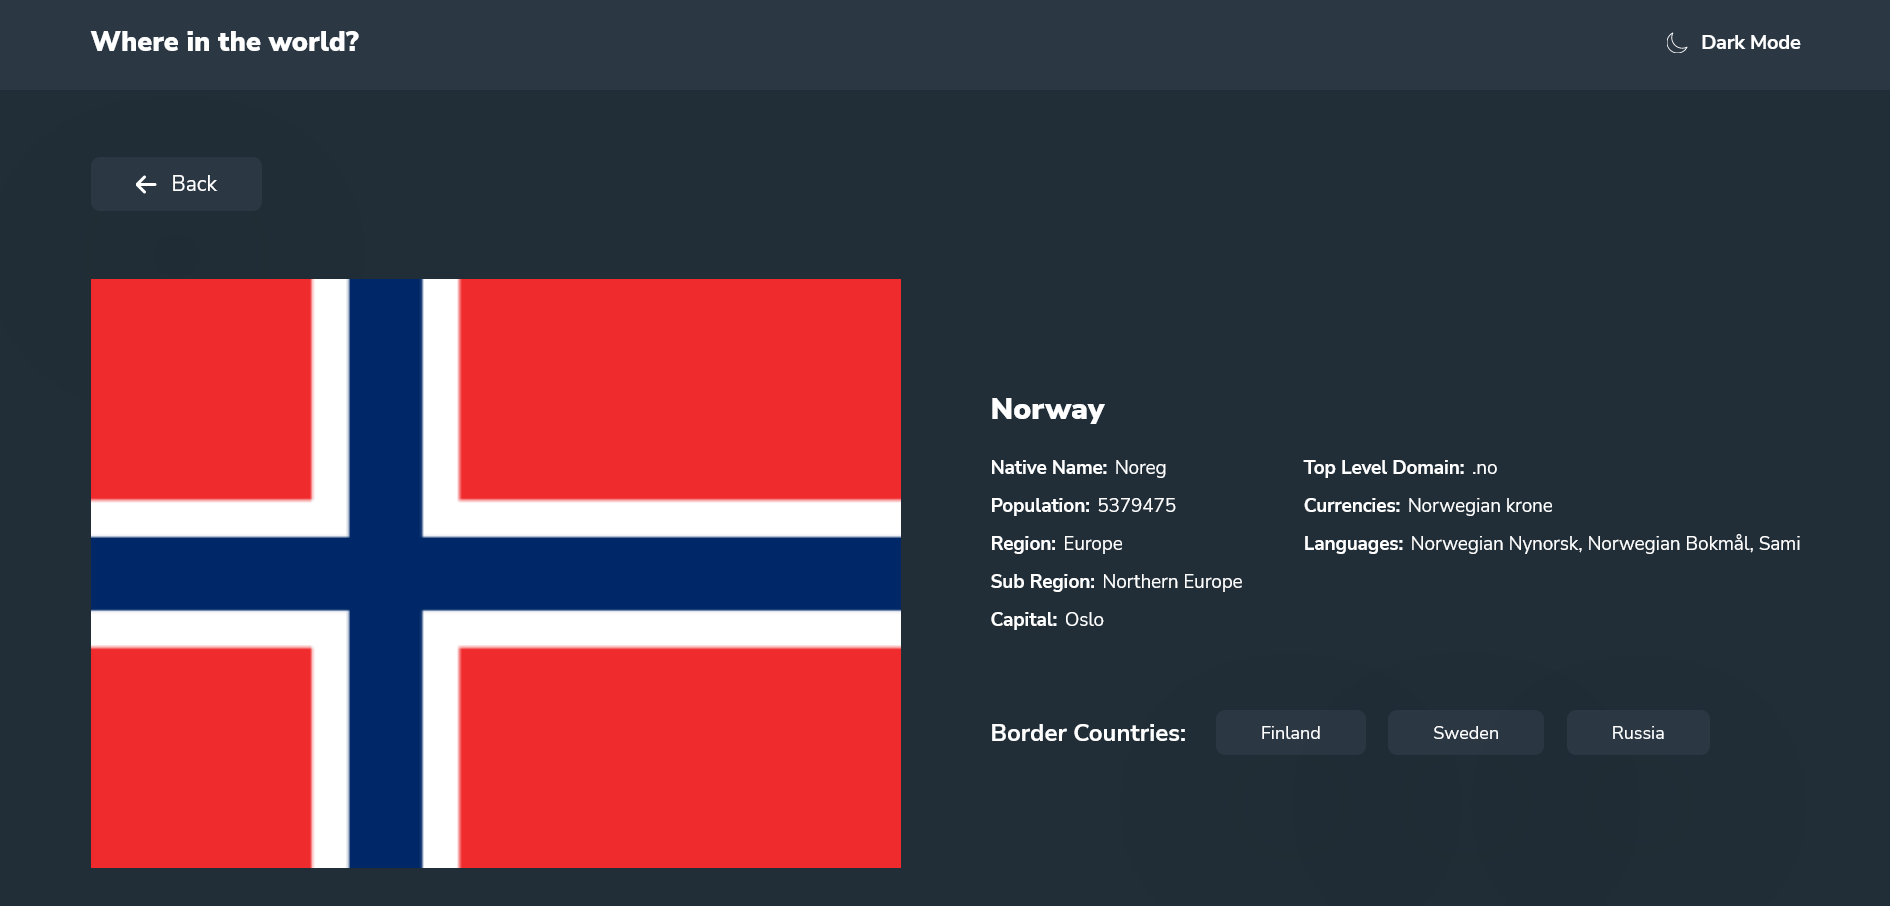 Where in the world?
Dark Mode
Back
Norway
Native Name: Noreg
Population: 5379475
Region: Europe
Sub Region: Northern Europe
Capital: Oslo
Top Level Domain: .no
Currencies: Norwegian krone
Languages: Norwegian Nynorsk, Norwegian Bokmål, Sami
Border Countries: Finland Sweden Russia